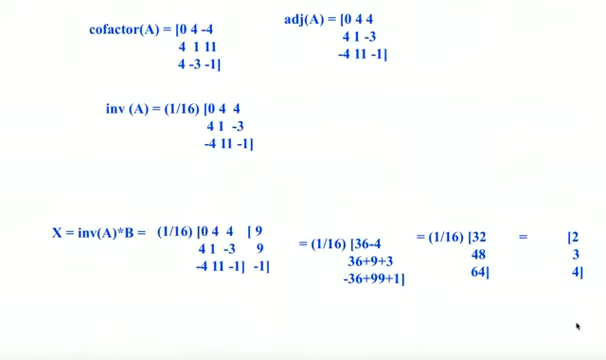 cofactor(A) = [0 4 -4
4 1 11
4 -3 -1]
adj(A) = [0 4 4
4 1 -3
-4 11 -1]
inv (A) = (1/16) [0 4 4
4 1 -3
-4 11 -1]
X = inv(A)*B = (1/16) [0 4 4 [ 9
4 1 -3 9
-4 11 -1] -1]
= (1/16) [36-4
36+9+3
-36+99+1]
= (1/16) [32
48
64]
= [2
3
4]